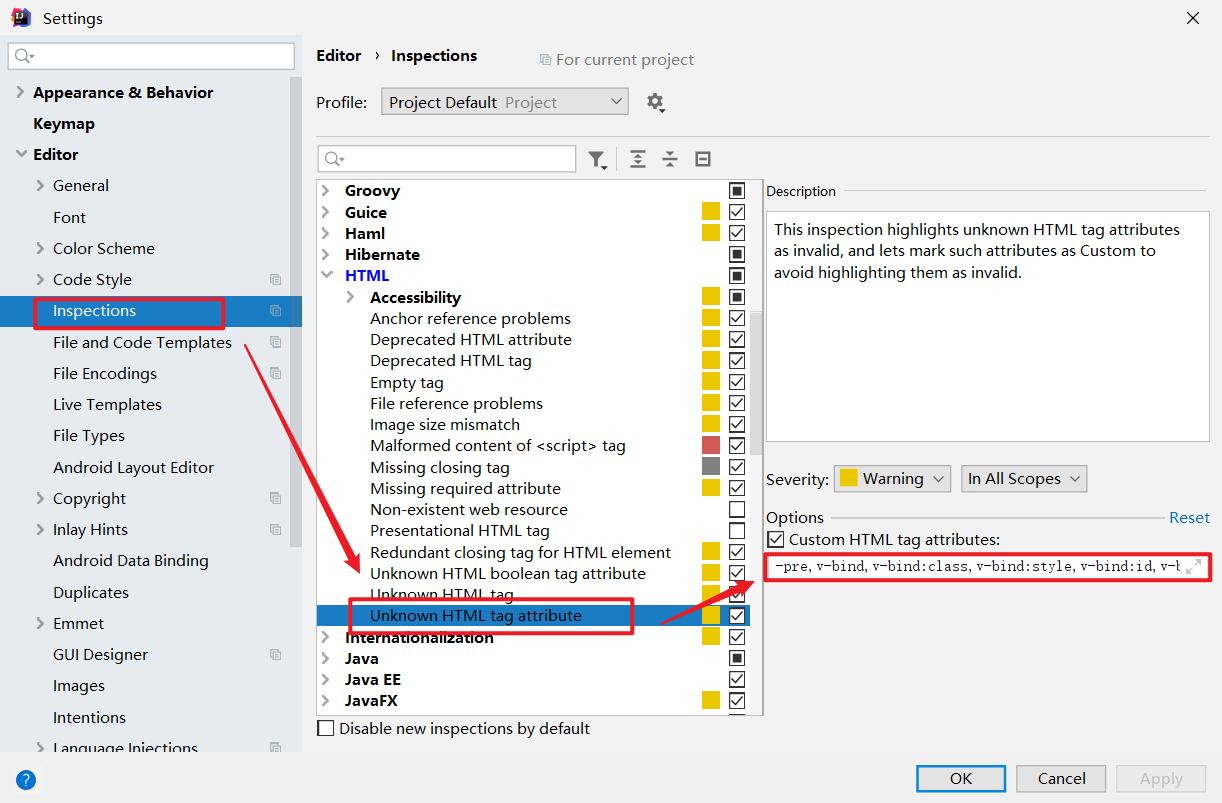 Settings
Appearance & Behavior
Keymap
Editor
General
Font
Color Scheme
Code Style
Inspections
File and Code Templates
File Encodings
Live Templates
File Types
Android Layout Editor
Copyright
Inlay Hints
Android Data Binding
Duplicates
Emmet
GUI Designer
Images
Intentions
Language Injections
Editor › Inspections
For current project
Profile:
Project Default Project
Groovy
Guice
Haml
Hibernate
HTML
Accessibility
Anchor reference problems
Deprecated HTML attribute
Deprecated HTML tag
Empty tag
File reference problems
Image size mismatch
Malformed content of <script> tag
Missing closing tag
Missing required attribute
Non-existent web resource
Presentational HTML tag
Redundant closing tag for HTML element
Unknown HTML boolean tag attribute
Unknown HTML tag
Unknown HTML tag attribute
Internationalization
Java
Java EE
JavaFX
Disable new inspections by default
Description
This inspection highlights unknown HTML tag attributes
as invalid, and lets mark such attributes as Custom to
avoid highlighting them as invalid.
Severity:
Warning
In All Scopes
Options
Reset
Custom HTML tag attributes:
-pre, v-bind, v-bind:class, v-bind:style, v-bind:id, v-b
?
OK
Cancel
Apply